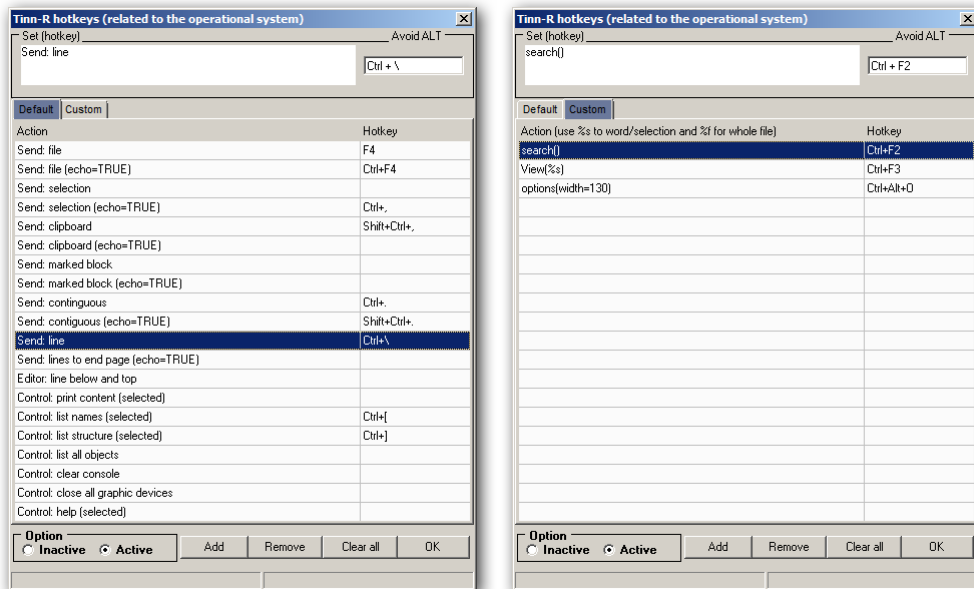 Tinn-R hotkeys (related to the operational system)
Set (hotkey) Avoid ALT
Send: line
Ctrl + \
Default Custom
Action Hotkey
Send: file F4
Send: file (echo=TRUE) Ctrl+F4
Send: selection
Send: selection (echo=TRUE) Ctrl+,
Send: clipboard Shift+Ctrl+,
Send: clipboard (echo=TRUE)
Send: marked block
Send: marked block (echo=TRUE)
Send: continguous Ctrl+.
Send: contiguous (echo=TRUE) Shift+Ctrl+.
Send: line Ctrl+\
Send: lines to end page (echo=TRUE)
Editor: line below and top
Control: print content (selected)
Control: list names (selected) Ctrl+[
Control: list structure (selected) Ctrl+]
Control: list all objects
Control: clear console
Control: close all graphic devices
Control: help (selected)
Option
Inactive Active Add Remove Clear all OK
Tinn-R hotkeys (related to the operational system)
Set (hotkey) Avoid ALT
search()
Ctrl + F2
Default Custom
Action (use %s to word/selection and %f for whole file) Hotkey
search() Ctrl+F2
View(%s) Ctrl+F3
options(width=130) Ctrl+Alt+O
Option
Inactive Active Add Remove Clear all OK